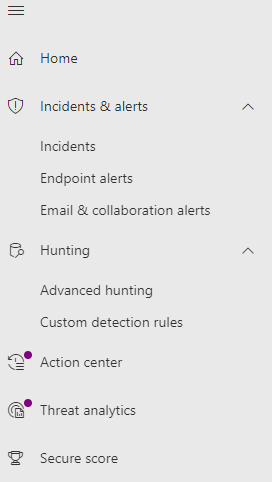 Home
Incidents & alerts
Incidents
Endpoint alerts
Email & collaboration alerts
Hunting
Advanced hunting
Custom detection rules
Action center
Threat analytics
Secure score